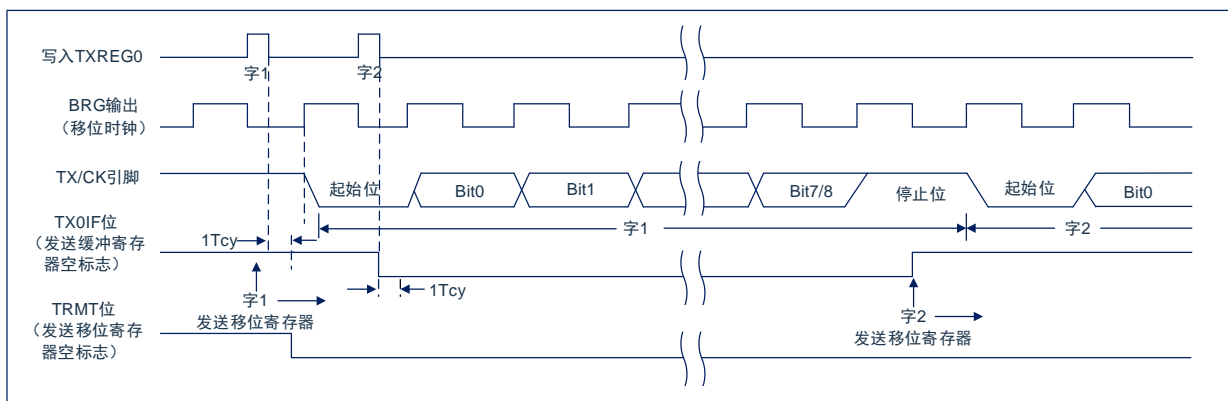 写入TXREG0
字1
字2
BRG输出
（移位时钟）
TX/CK引脚
起始位
Bit0
Bit1
Bit7/8
停止位
起始位
Bit0
字1
字2
TX0IF位
（发送缓冲寄存
器空标志）
1Tcy
1Tcy
字1
发送移位寄存器
字2
发送移位寄存器
TRMT位
（发送移位寄存
器空标志）